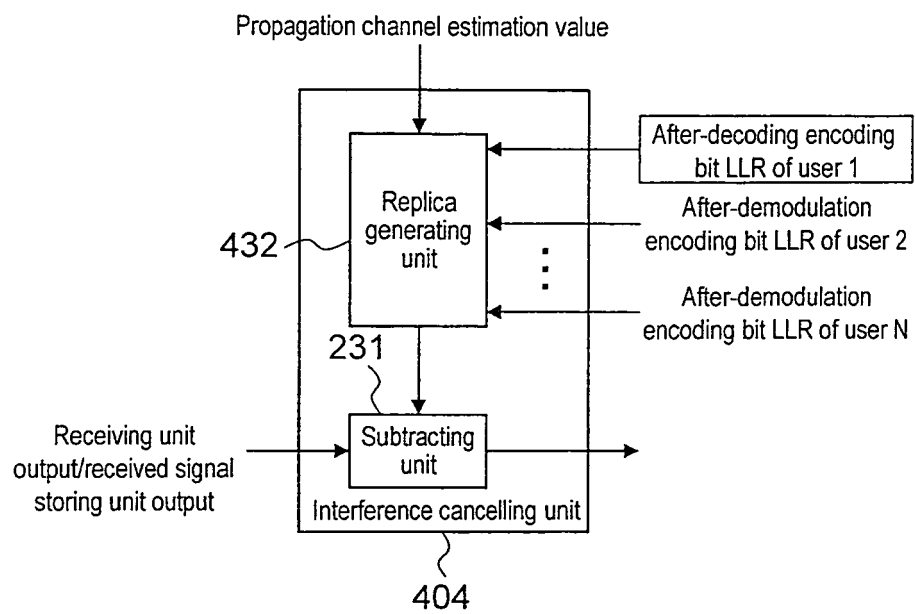 Propagation channel estimation value
After-decoding encoding
bit LLR of user 1
Replica
generating
unit
432
After-demodulation
encoding bit LLR of user 2
After-demodulation
encoding bit LLR of user N
231
Subtracting
unit
Receiving unit
output/received signal
storing unit output
Interference cancelling unit
404